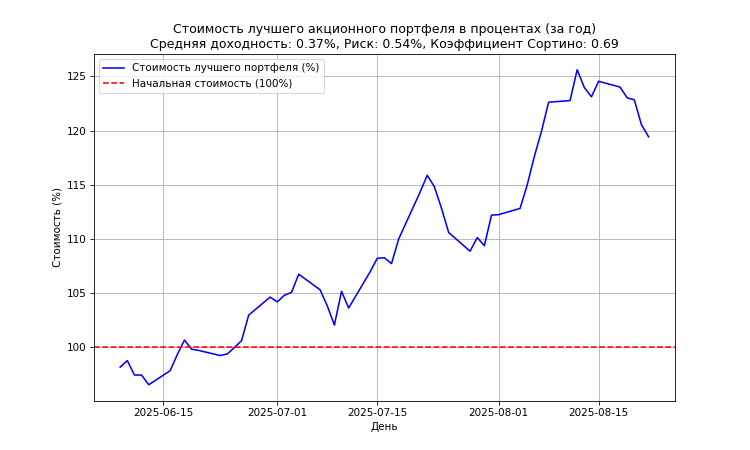 Стоимость лучшего акционного портфеля в процентах (за год)
Средняя доходность: 0.37%, Риск: 0.54%, Коэффициент Сортино: 0.69
Стоимость лучшего портфеля (%)
Начальная стоимость (100%)
Стоимость (%)
125
120
115
110
105
100
2025-06-15
2025-07-01
2025-07-15
2025-08-01
2025-08-15
День